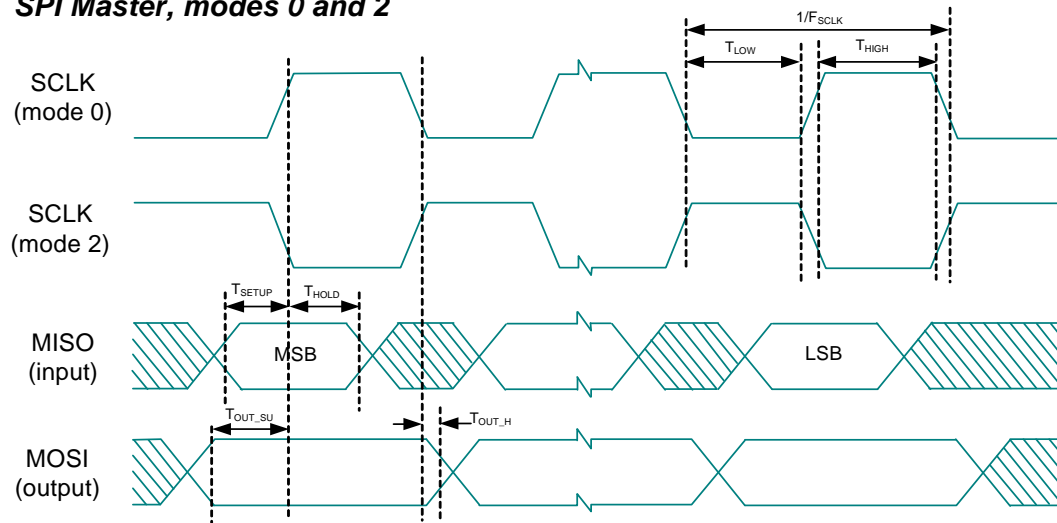 SPI Master, modes 0 and 2
1/FSCLK
TLOW
THIGH
SCLK
(mode 0)
SCLK
(mode 2)
TSETUP
THOLD
MISO
(input)
MSB
LSB
TOUT_SU
TOUT_H
MOSI
(output)